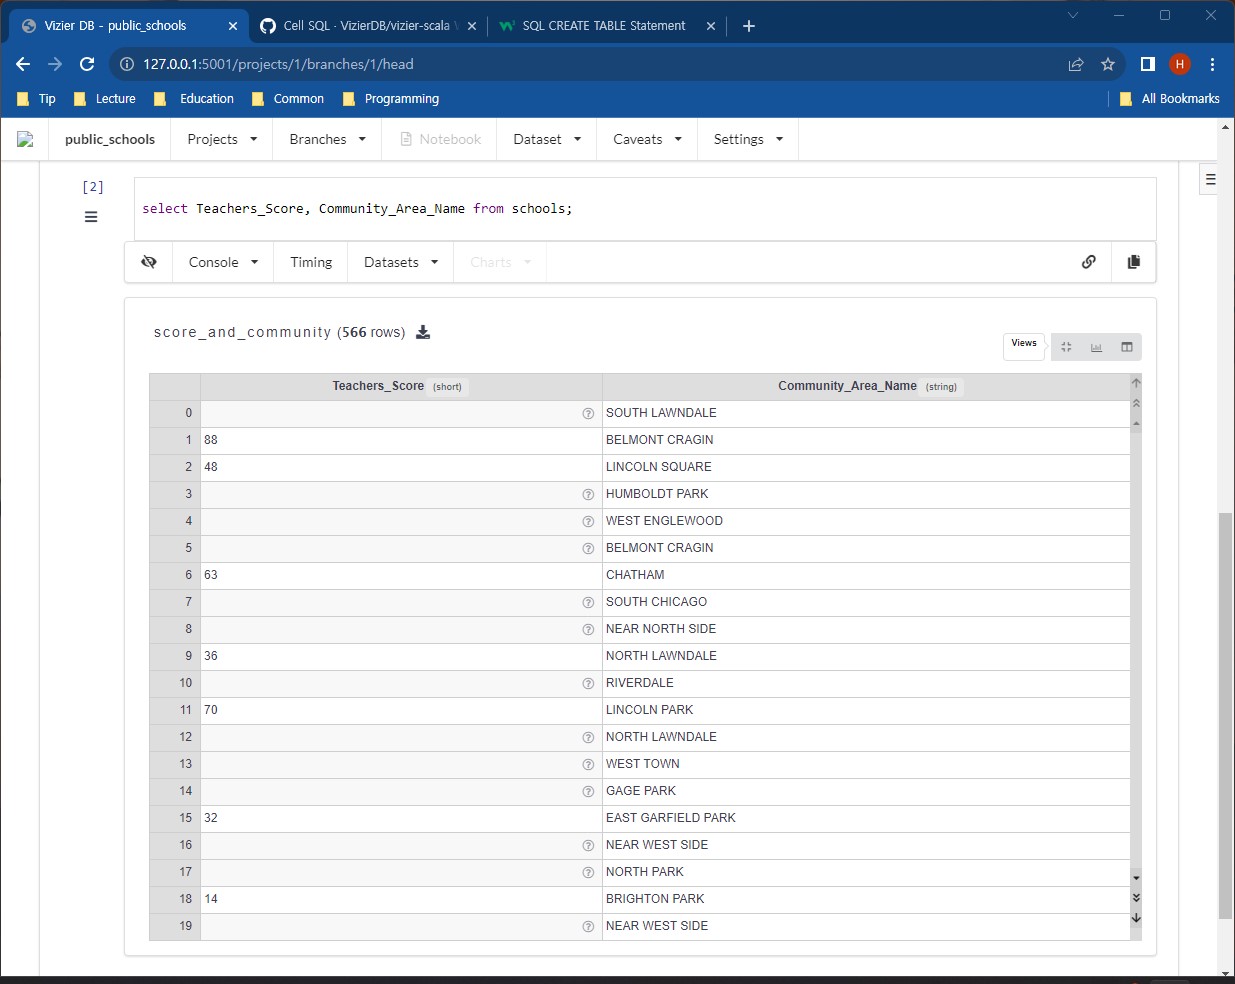 Vizier DB - public_schools
Cell SQL · VizierDB/vizier-scala
SQL CREATE TABLE Statement
127.0.0.1:5001/projects/1/branches/1/head
H
Tip Lecture Education Common Programming All Bookmarks
public_schools Projects Branches Notebook Dataset Caveats Settings
[2]
select Teachers_Score, Community_Area_Name from schools;
Console Timing Datasets Charts
score_and_community (566 rows)
Views
Teachers_Score (short) Community_Area_Name (string)
0 ? SOUTH LAWNDALE
1 88 BELMONT CRAGIN
2 48 LINCOLN SQUARE
3 ? HUMBOLDT PARK
4 ? WEST ENGLEWOOD
5 ? BELMONT CRAGIN
6 63 CHATHAM
7 ? SOUTH CHICAGO
8 ? NEAR NORTH SIDE
9 36 NORTH LAWNDALE
10 ? RIVERDALE
11 70 LINCOLN PARK
12 ? NORTH LAWNDALE
13 ? WEST TOWN
14 ? GAGE PARK
15 32 EAST GARFIELD PARK
16 ? NEAR WEST SIDE
17 ? NORTH PARK
18 14 BRIGHTON PARK
19 ? NEAR WEST SIDE